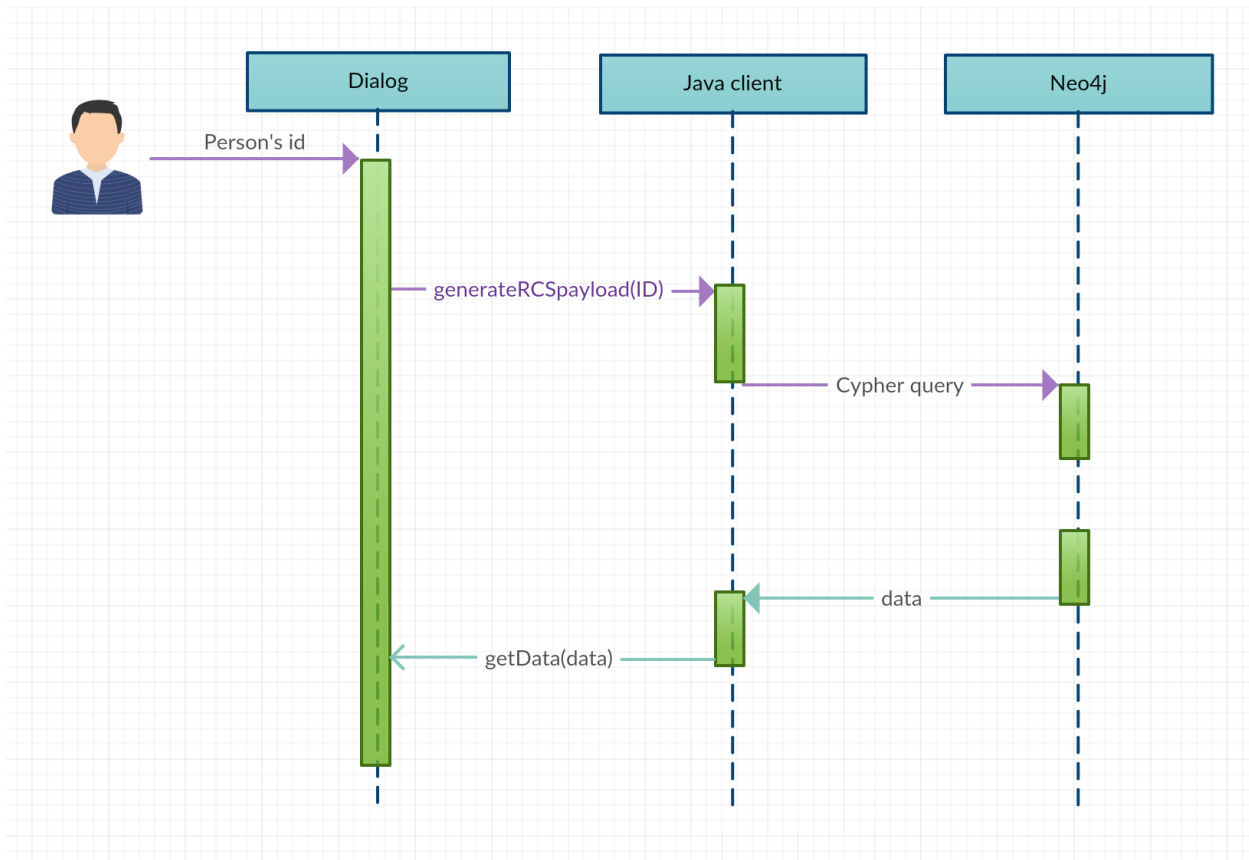 Dialog
Java client
Neo4j
Person's id
generateRCSpayload(ID)
Cypher query
data
getData(data)